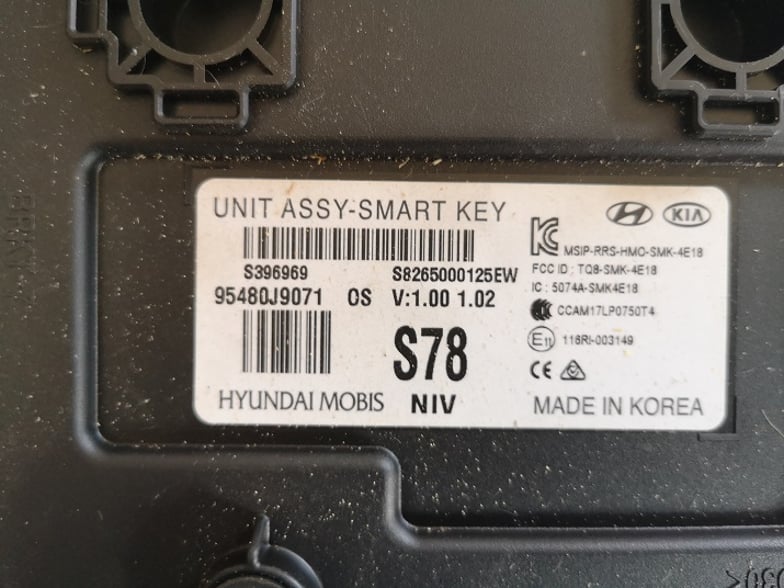 UNIT ASSY-SMART KEY
KIA
S396969 S8265000125EW
MSIP-RRS-HMO-SMK-4E18
FCC ID : TQ8-SMK-4E18
IC : 5074A-SMK4E18
95480J9071 OS V:1.00 1.02
CCAM17LP0750T4
S78
E11 116RI-003149
CE
HYUNDAI MOBIS NIV MADE IN KOREA